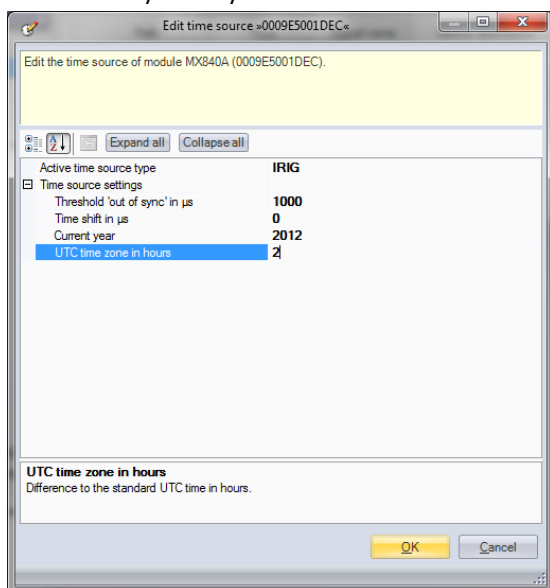 Edit time source »0009E5001DEC«
Edit the time source of module MX840A (0009E5001DEC).
Expand all Collapse all
Active time source type IRIG
Time source settings
Threshold 'out of sync' in µs 1000
Time shift in µs 0
Current year 2012
UTC time zone in hours 2
UTC time zone in hours
Difference to the standard UTC time in hours.
OK Cancel